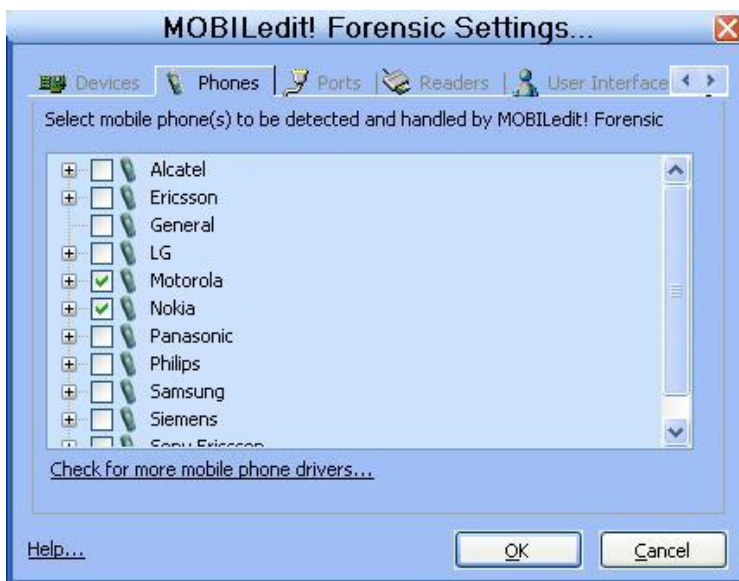 MOBILedit! Forensic Settings...
Devices Phones Ports Readers User Interface
Select mobile phone(s) to be detected and handled by MOBILedit! Forensic
Alcatel
Ericsson
General
LG
Motorola
Nokia
Panasonic
Philips
Samsung
Siemens
Sony Ericsson
Check for more mobile phone drivers...
Help... OK Cancel